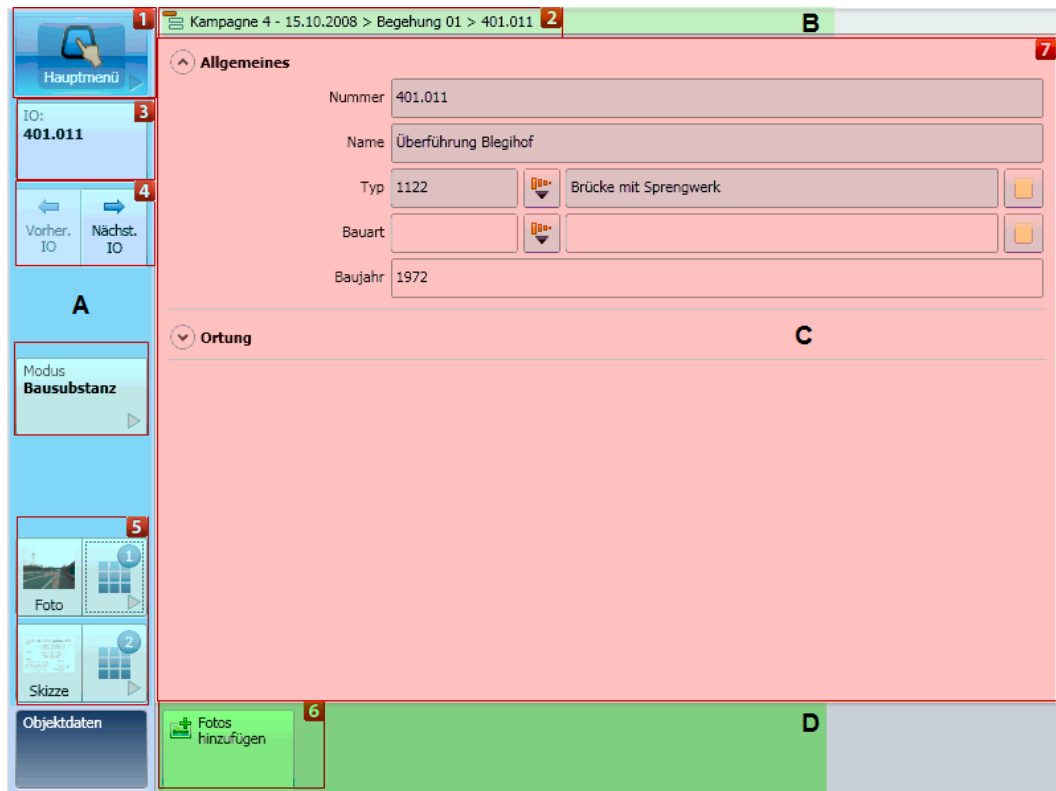 1
Hauptmenü
Kampagne 4 - 15.10.2008 > Begehung 01 > 401.011
2
B
7
Allgemeines
IO:
401.011
3
Nummer 401.011
Name Überführung Blegihof
Typ 1122 Brücke mit Sprengwerk
4
Vorher.
IO
Nächst.
IO
Bauart
Baujahr 1972
A
Ortung
C
Modus
Bausubstanz
5
1
Foto
2
Skizze
Objektdaten
Fotos
hinzufügen
6
D